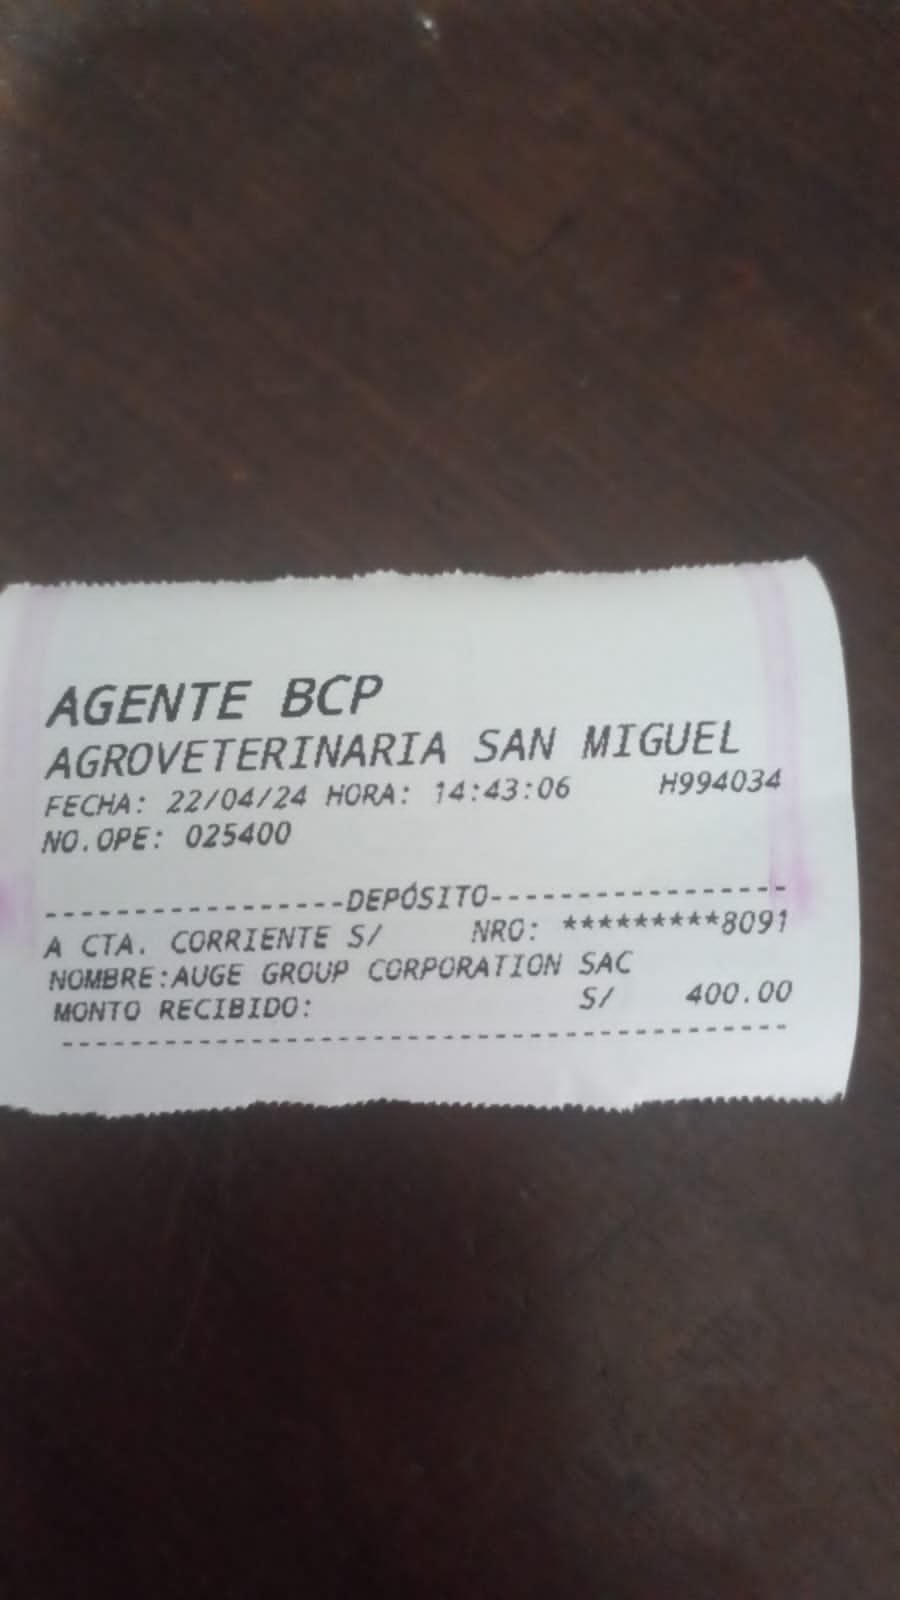 AGENTE BCP
AGROVETERINARIA SAN MIGUEL
FECHA: 22/04/24 HORA: 14:43:06 H994034
NO.OPE: 025400
-----------------DEPÓSITO-----------------
A CTA. CORRIENTE S/ NRO: *********8091
NOMBRE:AUGE GROUP CORPORATION SAC
MONTO RECIBIDO: S/ 400.00
------------------------------------------